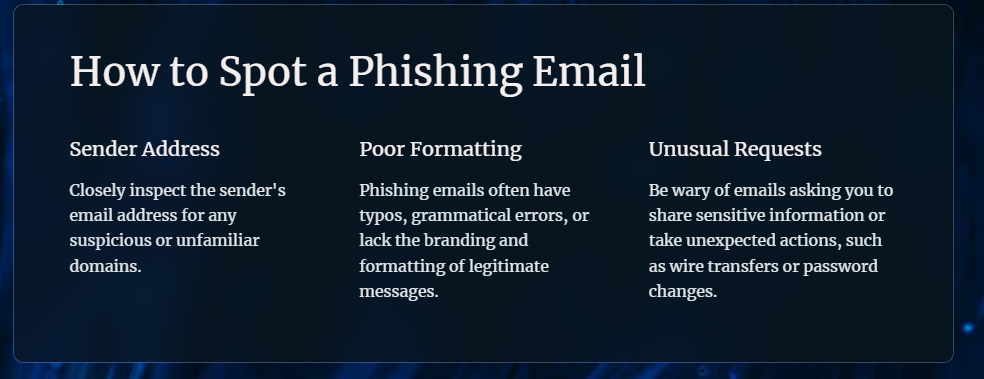 How to Spot a Phishing Email
Sender Address
Closely inspect the sender's
email address for any
suspicious or unfamiliar
domains.
Poor Formatting
Phishing emails often have
typos, grammatical errors, or
lack the branding and
formatting of legitimate
messages.
Unusual Requests
Be wary of emails asking you to
share sensitive information or
take unexpected actions, such
as wire transfers or password
changes.